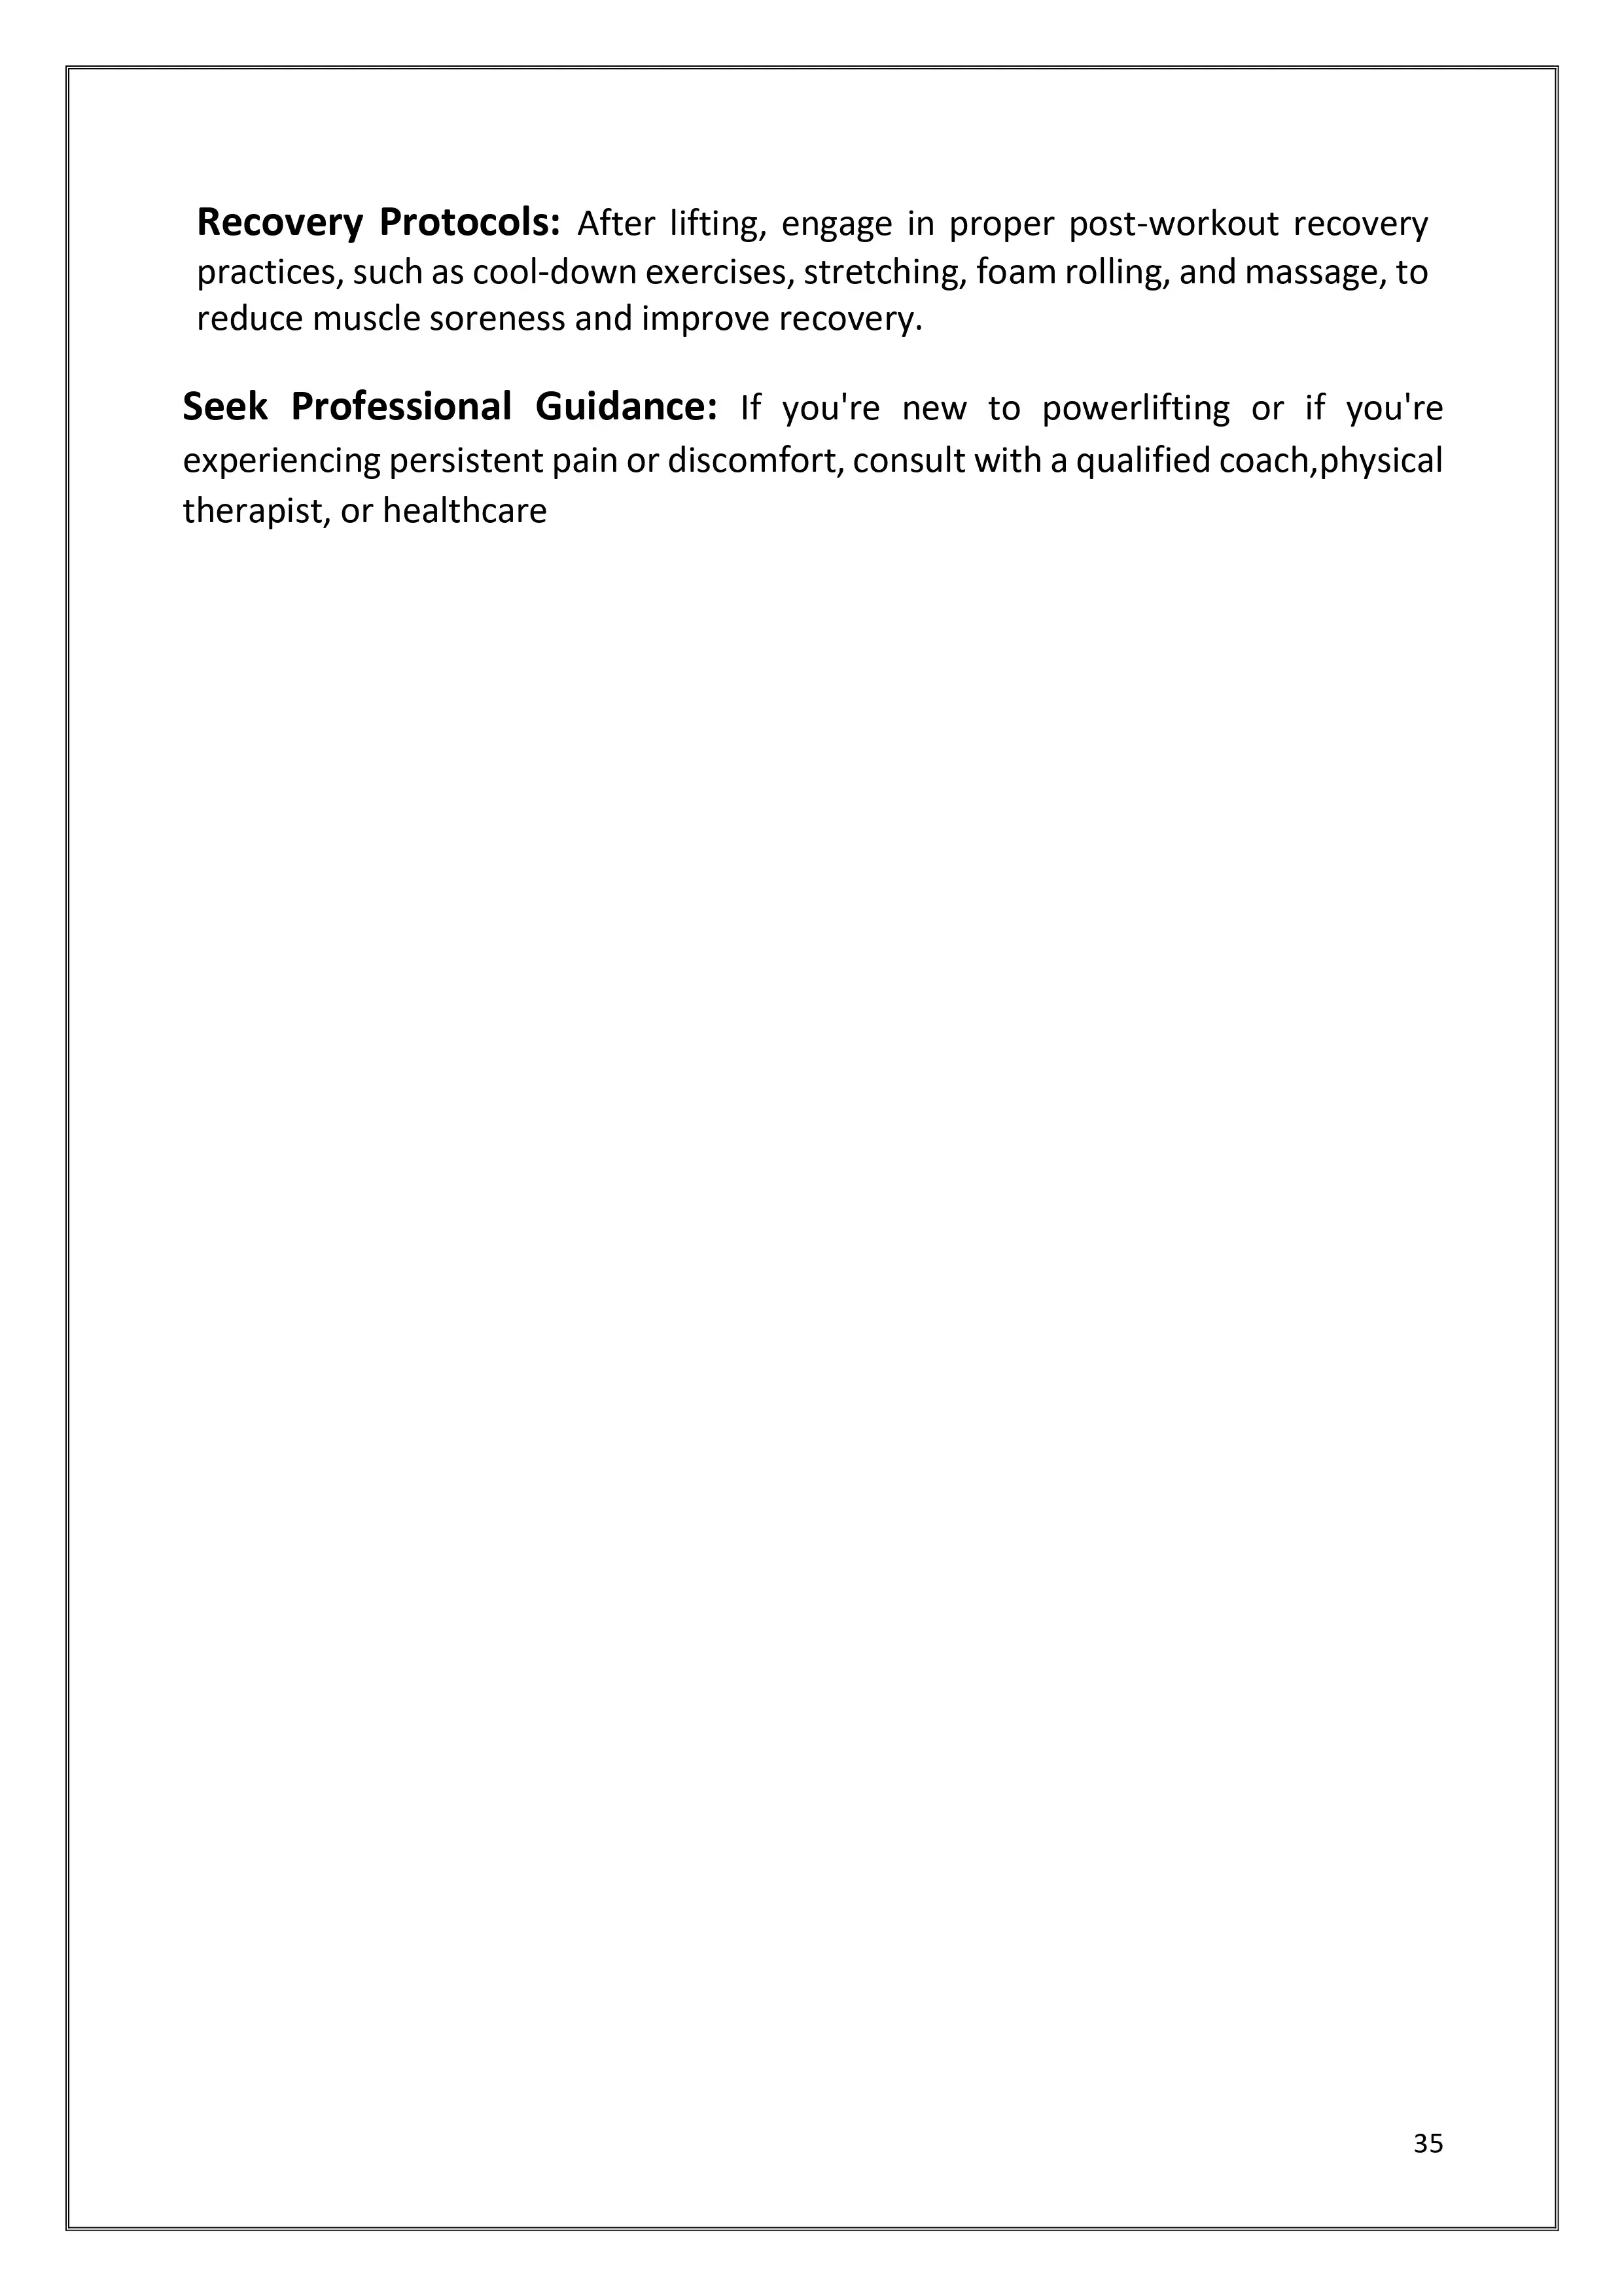 Recovery Protocols: After lifting, engage in proper post-workout recovery
practices, such as cool-down exercises, stretching, foam rolling, and massage, to
reduce muscle soreness and improve recovery.
Seek Professional Guidance: If you're new to powerlifting or if you're
experiencing persistent pain or discomfort, consult with a qualified coach,physical
therapist, or healthcare
35